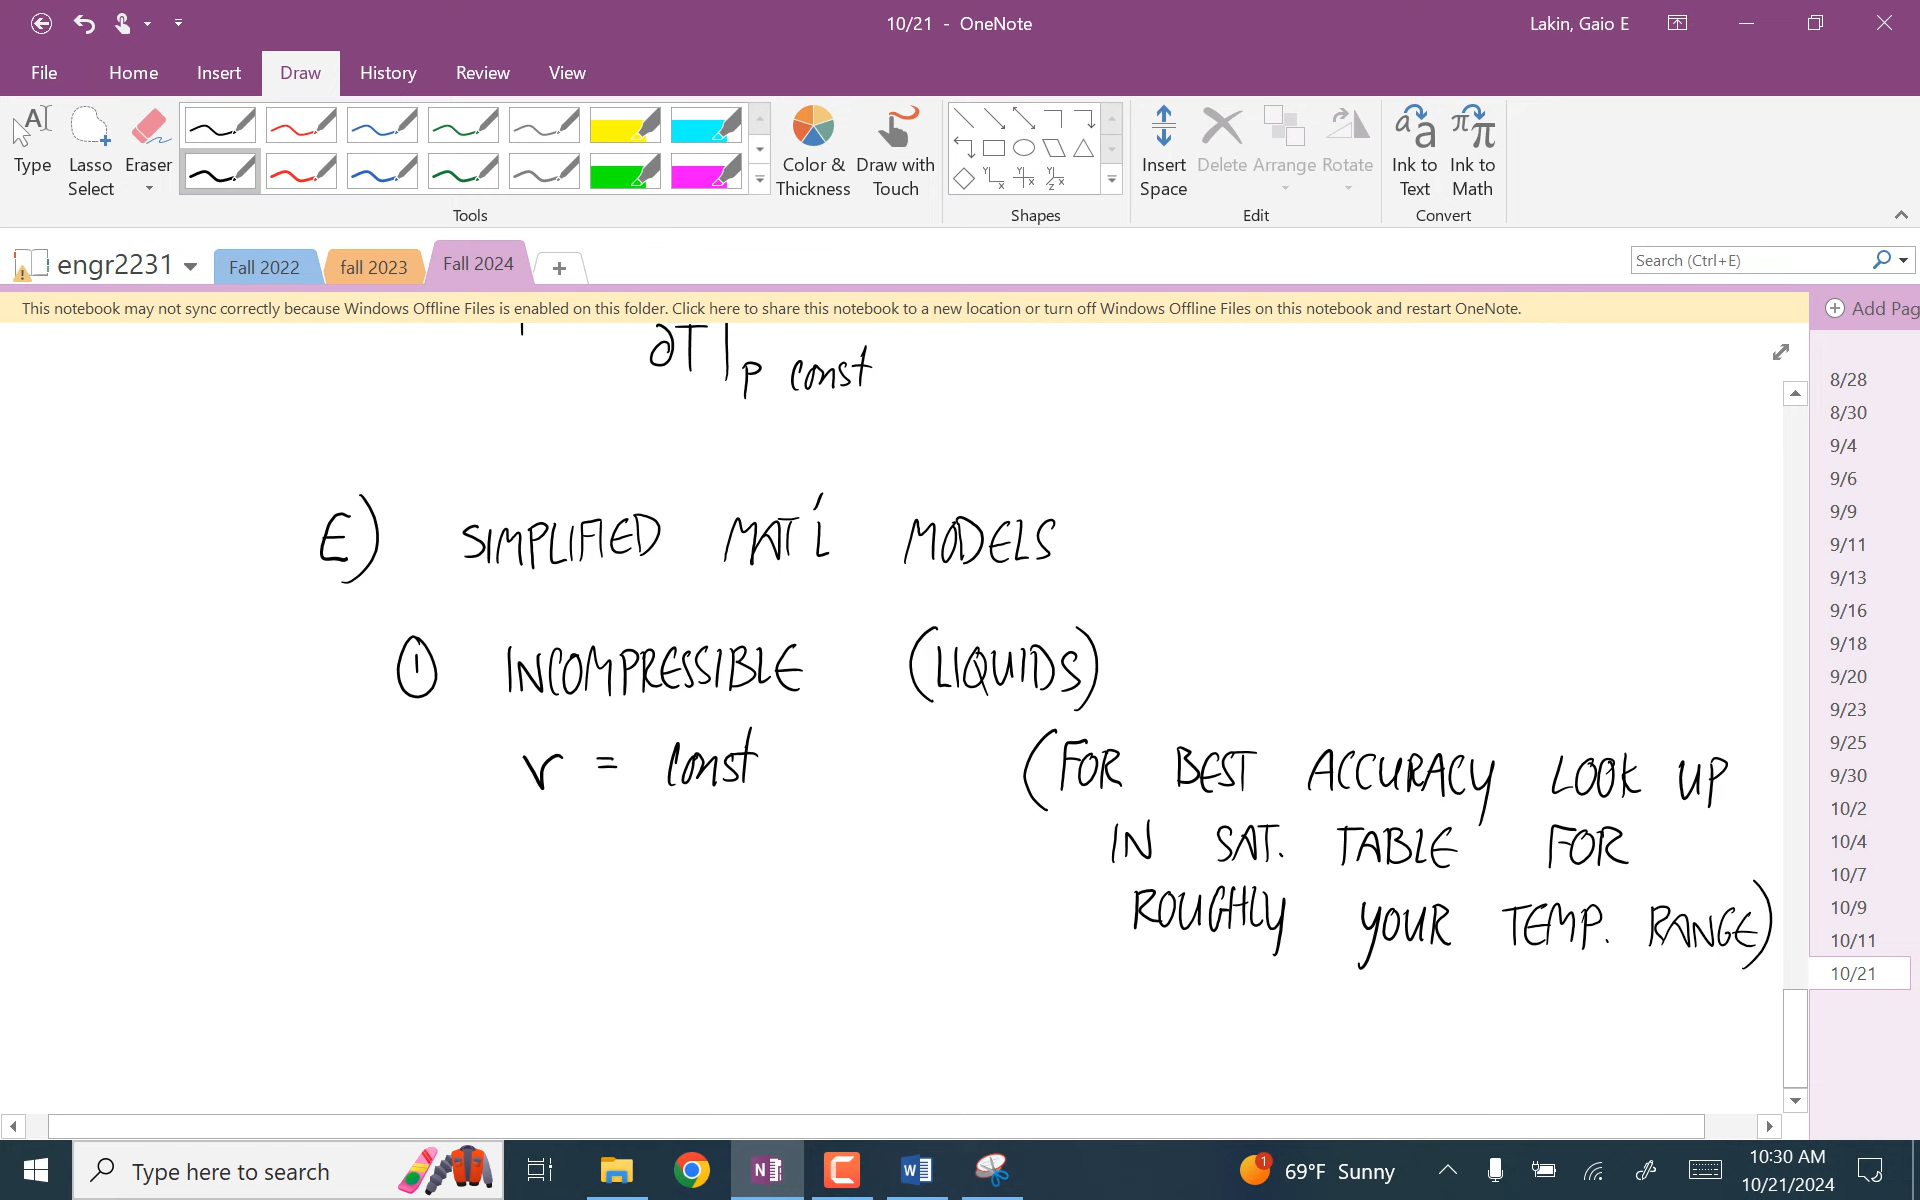 10/21 - OneNote
Lakin, Gaio E
File Home Insert Draw History Review View
Type
Lasso Select
Eraser
Color & Thickness
Draw with Touch
Insert Space
Delete
Arrange
Rotate
Ink to Text
Ink to Math
Tools
Shapes
Edit
Convert
engr2231
Fall 2022
fall 2023
Fall 2024
Search (Ctrl+E)
This notebook may not sync correctly because Windows Offline Files is enabled on this folder. Click here to share this notebook to a new location or turn off Windows Offline Files on this notebook and restart OneNote.
Add Pag
∂T|p const
E) SIMPLIFIED MAT'L MODELS
① INCOMPRESSIBLE (LIQUIDS)
v = const
(FOR BEST ACCURACY LOOK UP
IN SAT. TABLE FOR
ROUGHLY YOUR TEMP. RANGE)
8/28
8/30
9/4
9/6
9/9
9/11
9/13
9/16
9/18
9/20
9/23
9/25
9/30
10/2
10/4
10/7
10/9
10/11
10/21
Type here to search
69°F Sunny
10:30 AM
10/21/2024